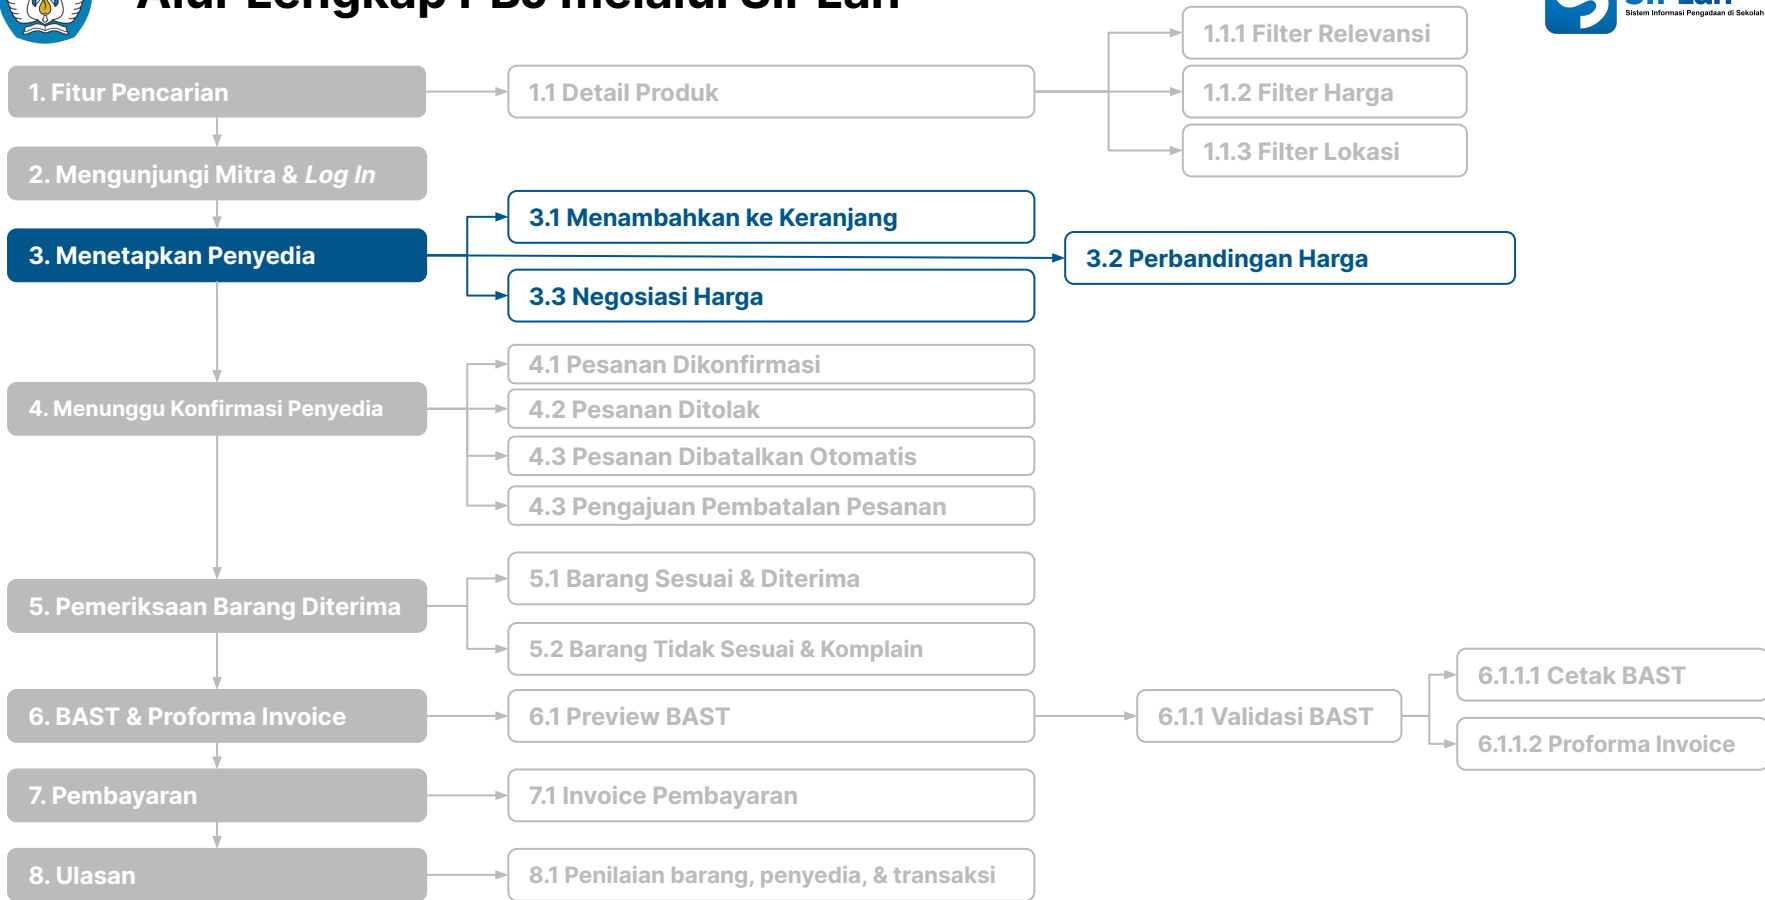 Alur Lengkap PBJ melalui SIPLah
SIPLah
Sistem Informasi Pengadaan di Sekolah
1. Fitur Pencarian
1.1 Detail Produk
1.1.1 Filter Relevansi
1.1.2 Filter Harga
1.1.3 Filter Lokasi
2. Mengunjungi Mitra & Log In
3. Menetapkan Penyedia
3.1 Menambahkan ke Keranjang
3.2 Perbandingan Harga
3.3 Negosiasi Harga
4. Menunggu Konfirmasi Penyedia
4.1 Pesanan Dikonfirmasi
4.2 Pesanan Ditolak
4.3 Pesanan Dibatalkan Otomatis
4.3 Pengajuan Pembatalan Pesanan
5. Pemeriksaan Barang Diterima
5.1 Barang Sesuai & Diterima
5.2 Barang Tidak Sesuai & Komplain
6. BAST & Proforma Invoice
6.1 Preview BAST
6.1.1 Validasi BAST
6.1.1.1 Cetak BAST
6.1.1.2 Proforma Invoice
7. Pembayaran
7.1 Invoice Pembayaran
8. Ulasan
8.1 Penilaian barang, penyedia, & transaksi